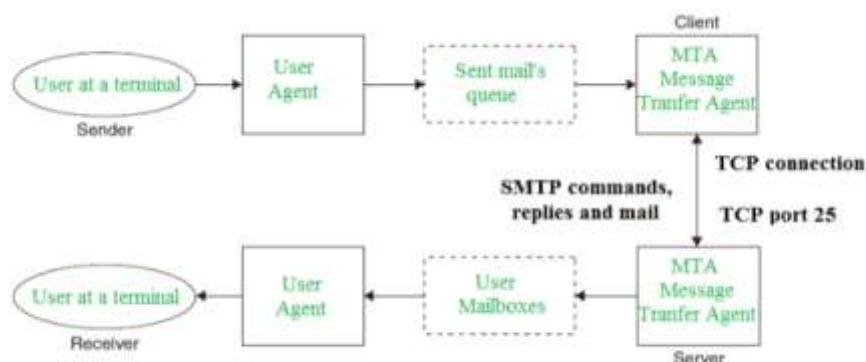 Client
User at a terminal
User
Agent
Sent mail's
queue
MTA
Message
Tranfer Agent
Sender
TCP connection
SMTP commands,
replies and mail
TCP port 25
User at a terminal
User
Agent
User
Mailboxes
MTA
Message
Tranfer Agent
Receiver
Server